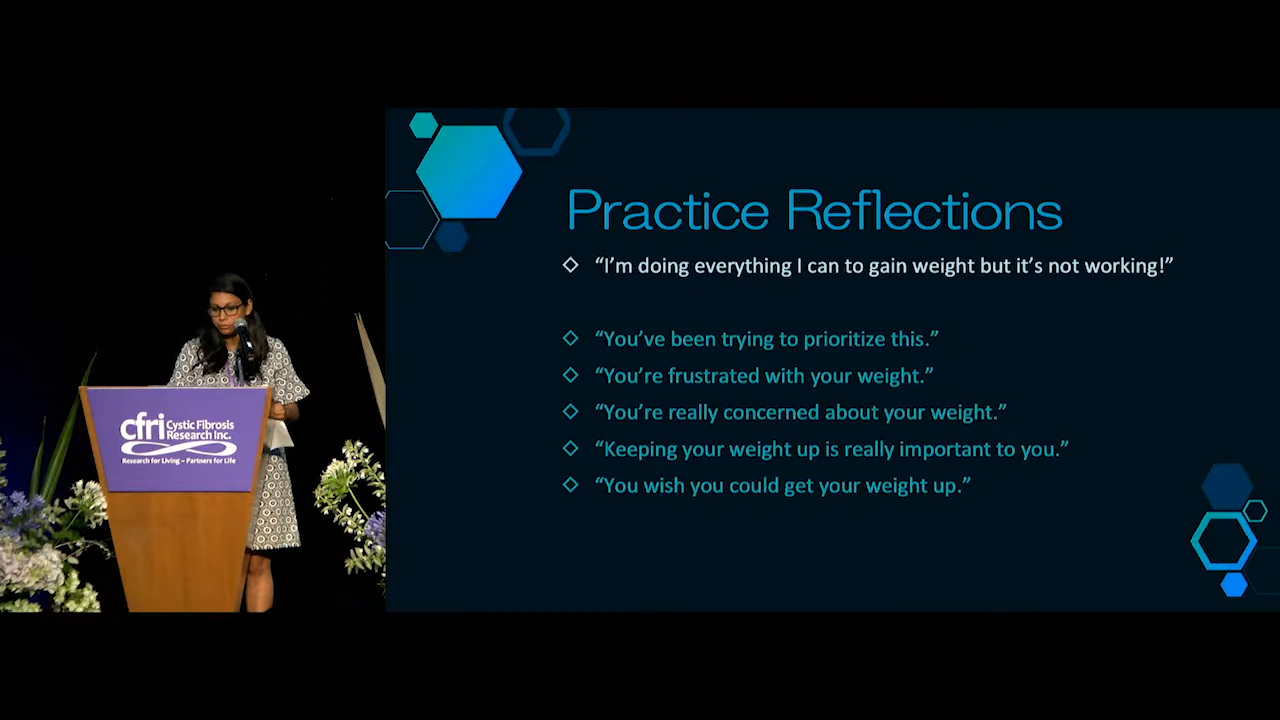 Practice Reflections
“I’m doing everything I can to gain weight but it’s not working!”
“You’ve been trying to prioritize this.”
“You’re frustrated with your weight.”
“You’re really concerned about your weight.”
“Keeping your weight up is really important to you.”
“You wish you could get your weight up.”
cfri Cystic Fibrosis
Research Inc.
Research for Living ~ Partners for Life